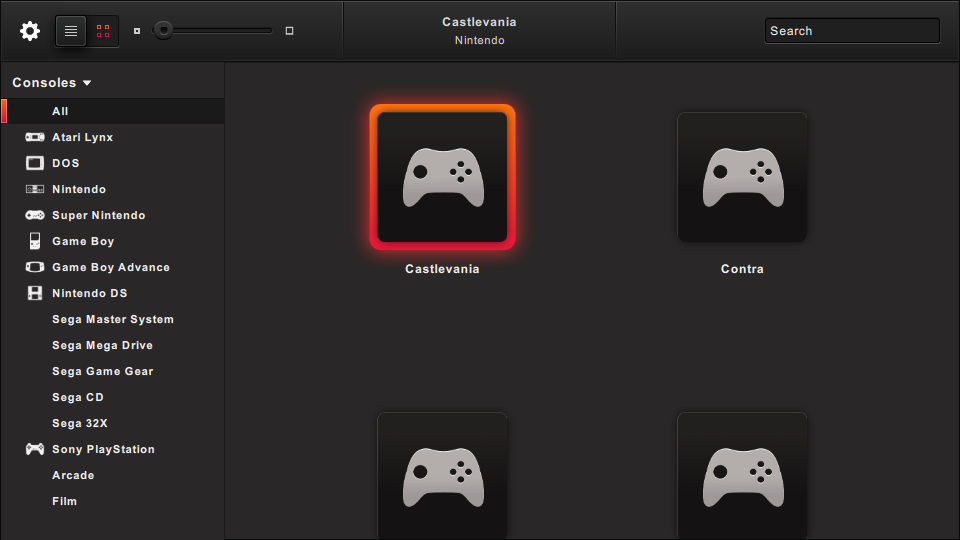 Castlevania
Nintendo
Search
Consoles
All
Atari Lynx
DOS
Nintendo
Super Nintendo
Game Boy
Game Boy Advance
Nintendo DS
Sega Master System
Sega Mega Drive
Sega Game Gear
Sega CD
Sega 32X
Sony PlayStation
Arcade
Film
Castlevania
Contra